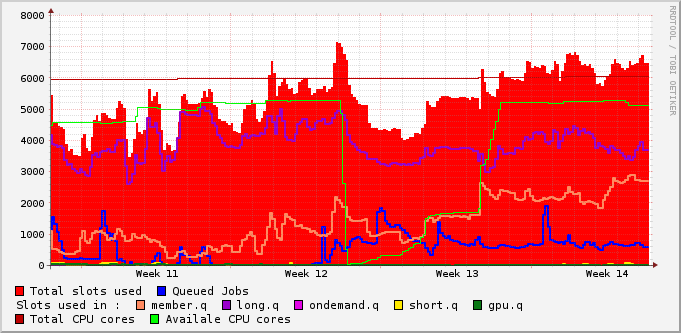 8000
7000
6000
5000
4000
3000
2000
1000
0
Week 11 Week 12 Week 13 Week 14
RRDTOOL / TOBI OETIKER
Total slots used Queued Jobs
Slots used in : member.q long.q ondemand.q short.q gpu.q
Total CPU cores Availale CPU cores